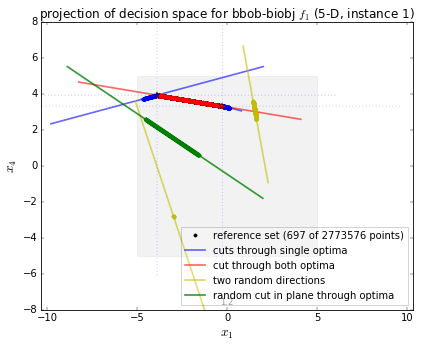 projection of decision space for bbob-biobj f₁ (5-D, instance 1)
8
6
4
2
0
−2
−4
−6
−8
x₄
reference set (697 of 2773576 points)
cuts through single optima
cut through both optima
two random directions
random cut in plane through optima
−10
−5
0
5
10
x₁